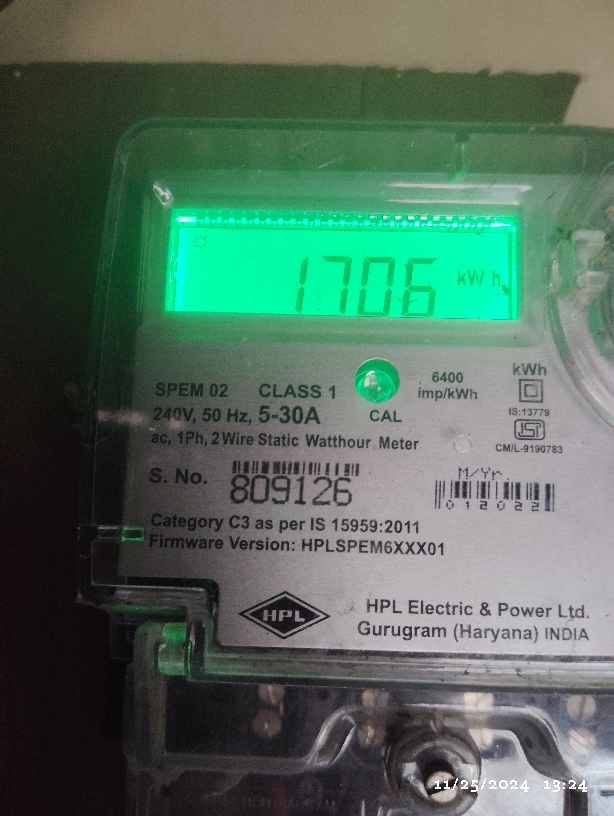 1706 kWh
SPEM 02 CLASS 1
6400
imp/kWh
kWh
240V, 50 Hz, 5-30A
CAL
IS:13779
ISI
CM/L-9190783
ac, 1Ph, 2 Wire Static Watthour Meter
S. No. 809126
M/Yr.
012022
Category C3 as per IS 15959:2011
Firmware Version: HPLSPEM6XXX01
HPL
HPL Electric & Power Ltd.
Gurugram (Haryana) INDIA
11/25/2024 13:24